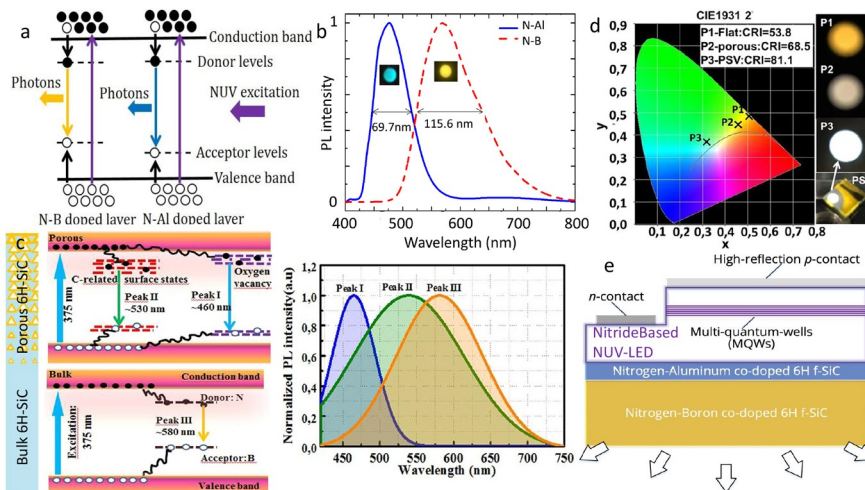 a
Conduction band
Donor levels
Photons
Photons
NUV excitation
Acceptor levels
Valence band
N-B doped layer
N-Al doped layer
b
N-Al
N-B
69.7nm
115.6 nm
PL intensity
1
0
400 500 600 700 800
Wavelength (nm)
d
CIE1931 2
P1-Flat:CRI=53.8
P2-porous:CRI=68.5
P3-PSV:CRI=81.1
0,9
0,8
0,7
0,6
0,5
0,4
0,3
0,2
0,1
0,0
y
P1
P2
P3
0,1 0,2 0,3 0,4 0,5 0,6 0,7 0,8
x
P1
P2
P3
PS
c
Porous 6H-SiC
Bulk 6H-SiC
Porous
375 nm
C-related surface states
Oxygen
vacancy
Peak II
~530 nm
Peak I
~460 nm
Bulk
Conduction band
Donor: N
Excitation:
375 nm
Peak III
~580 nm
Acceptor:B
Valence band
Normalized PL intensity(a.u)
1,0
1,2
1,0
0,8
0,6
0,4
0,2
0,0
Peak I
Peak II
Peak III
450 500 550 600 650 700 750
Wavelength (nm)
e
High-reflection p-contact
n-contact
NitrideBased
NUV-LED
Multi-quantum-wells
(MQWs)
Nitrogen-Aluminum co-doped 6H f-SiC
Nitrogen-Boron co-doped 6H f-SiC